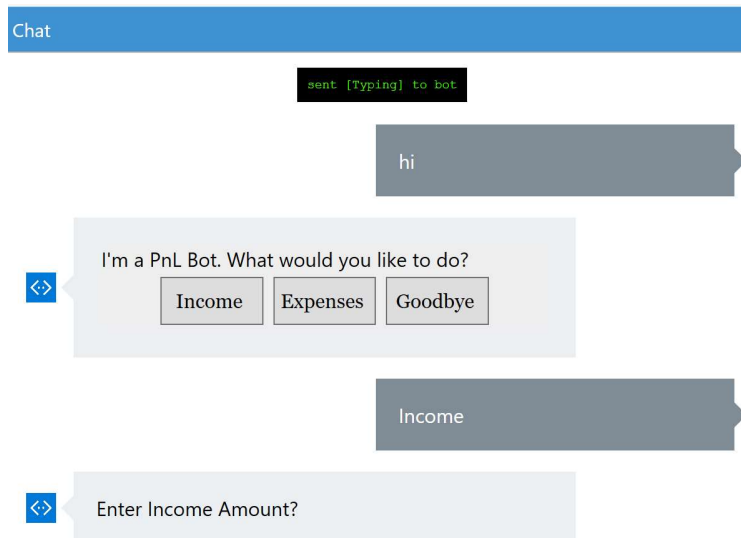 Chat
sent [Typing] to bot
hi
I'm a PnL Bot. What would you like to do?
Income Expenses Goodbye
Income
Enter Income Amount?